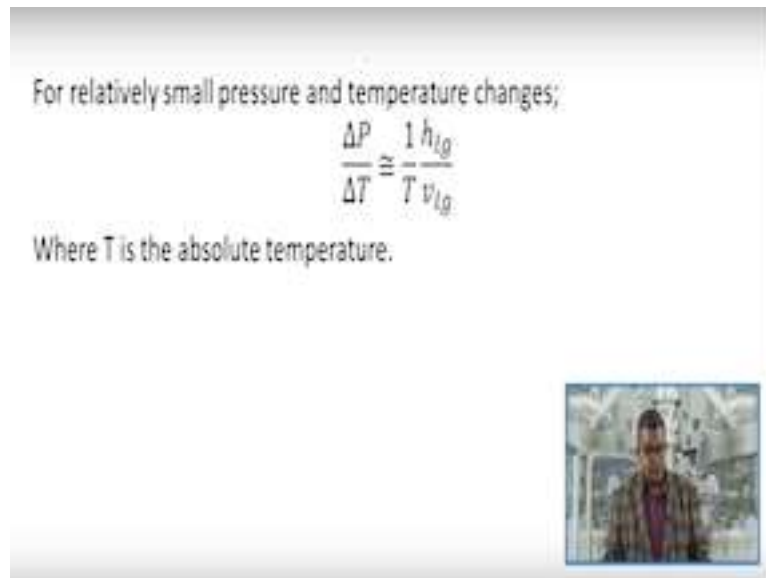 For relatively small pressure and temperature changes;
ΔP/ΔT ≅ 1/T h_lg/v_lg
Where T is the absolute temperature.